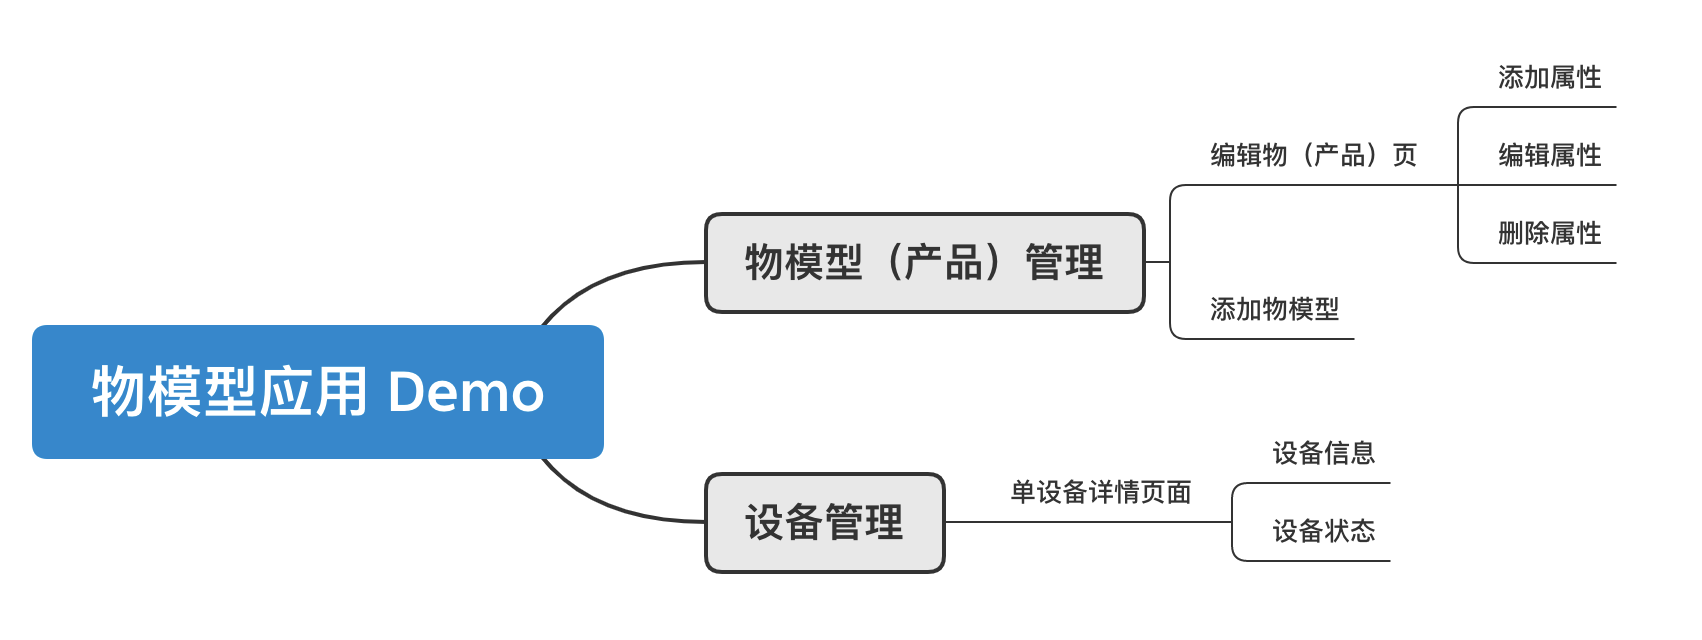 物模型应用 Demo
物模型（产品）管理
编辑物（产品）页
添加属性
编辑属性
删除属性
添加物模型
设备管理
单设备详情页面
设备信息
设备状态